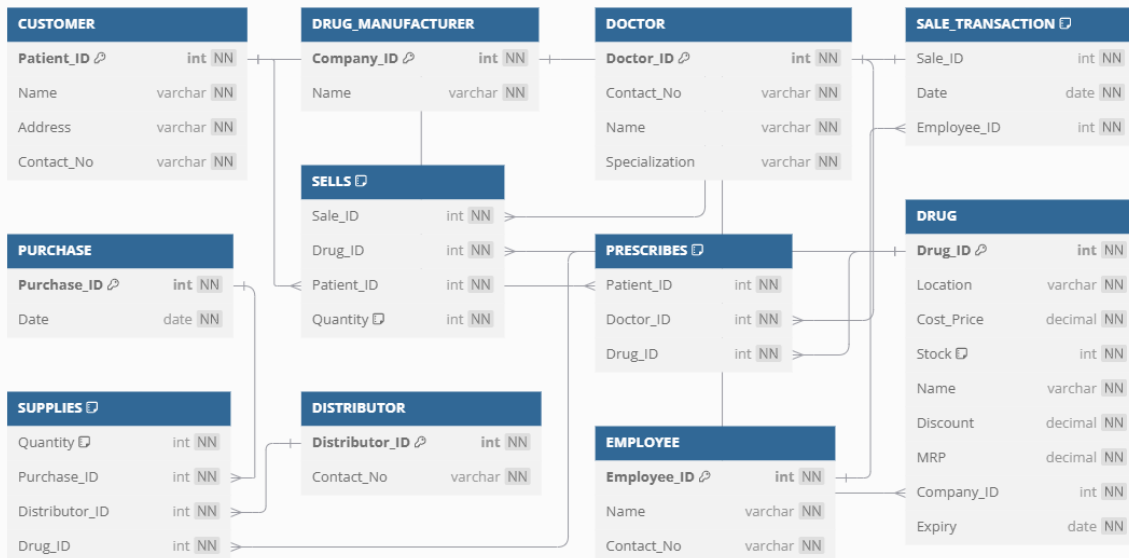 CUSTOMER
Patient_ID int NN
Name varchar NN
Address varchar NN
Contact_No varchar NN
DRUG_MANUFACTURER
Company_ID int NN
Name varchar NN
DOCTOR
Doctor_ID int NN
Contact_No varchar NN
Name varchar NN
Specialization varchar NN
SALE_TRANSACTION
Sale_ID int NN
Date date NN
Employee_ID int NN
SELLS
Sale_ID int NN
Drug_ID int NN
Patient_ID int NN
Quantity int NN
PURCHASE
Purchase_ID int NN
Date date NN
PRESCRIBES
Patient_ID int NN
Doctor_ID int NN
Drug_ID int NN
DRUG
Drug_ID int NN
Location varchar NN
Cost_Price decimal NN
Stock int NN
Name varchar NN
Discount decimal NN
MRP decimal NN
Company_ID int NN
Expiry date NN
SUPPLIES
Quantity int NN
Purchase_ID int NN
Distributor_ID int NN
Drug_ID int NN
DISTRIBUTOR
Distributor_ID int NN
Contact_No varchar NN
EMPLOYEE
Employee_ID int NN
Name varchar NN
Contact_No varchar NN